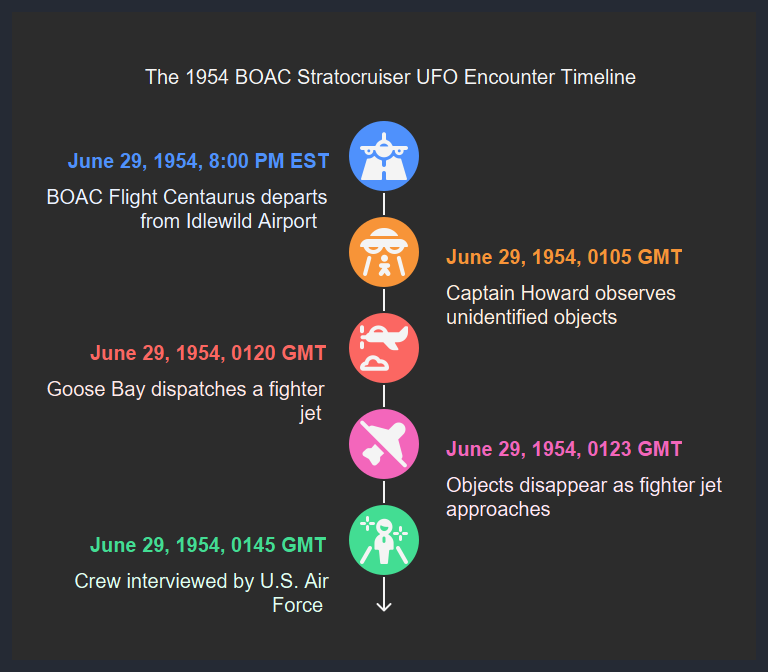 The 1954 BOAC Stratocruiser UFO Encounter Timeline
June 29, 1954, 8:00 PM EST
BOAC Flight Centaurus departs
from Idlewild Airport
June 29, 1954, 0105 GMT
Captain Howard observes
unidentified objects
June 29, 1954, 0120 GMT
Goose Bay dispatches a fighter
jet
June 29, 1954, 0123 GMT
Objects disappear as fighter jet
approaches
June 29, 1954, 0145 GMT
Crew interviewed by U.S. Air
Force